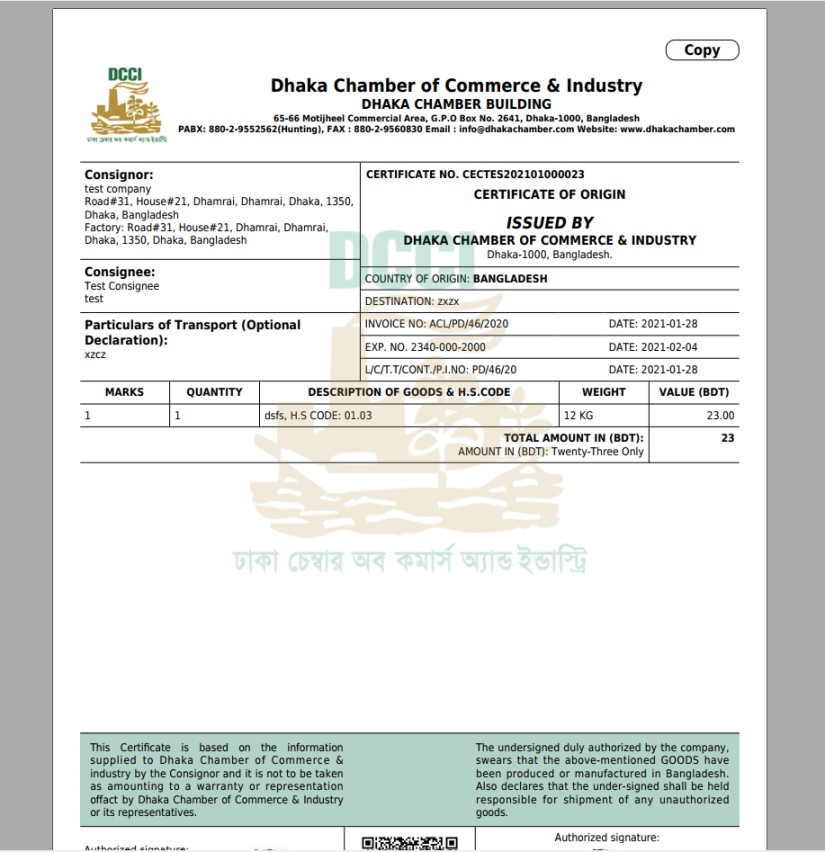 Copy
DCCI
ঢাকা চেম্বার অব কমার্স অ্যান্ড ইন্ডাস্ট্রি
Dhaka Chamber of Commerce & Industry
DHAKA CHAMBER BUILDING
65-66 Motijheel Commercial Area, G.P.O Box No. 2641, Dhaka-1000, Bangladesh
PABX: 880-2-9552562(Hunting), FAX : 880-2-9560830 Email : info@dhakachamber.com Website: www.dhakachamber.com
Consignor:
test company
Road#31, House#21, Dhamrai, Dhamrai, Dhaka, 1350,
Dhaka, Bangladesh
Factory: Road#31, House#21, Dhamrai, Dhamrai,
Dhaka, 1350, Dhaka, Bangladesh
CERTIFICATE NO. CECTES202101000023
CERTIFICATE OF ORIGIN
ISSUED BY
DHAKA CHAMBER OF COMMERCE & INDUSTRY
Dhaka-1000, Bangladesh.
DCCI
Consignee:
Test Consignee
test
COUNTRY OF ORIGIN: BANGLADESH
DESTINATION: zxzx
Particulars of Transport (Optional
Declaration):
xzcz
INVOICE NO: ACL/PD/46/2020 DATE: 2021-01-28
EXP. NO. 2340-000-2000 DATE: 2021-02-04
L/C/T.T/CONT./P.I.NO: PD/46/20 DATE: 2021-01-28
MARKS QUANTITY DESCRIPTION OF GOODS & H.S.CODE WEIGHT VALUE (BDT)
1 1 dsfs, H.S CODE: 01.03 12 KG 23.00
TOTAL AMOUNT IN (BDT): 23
AMOUNT IN (BDT): Twenty-Three Only
ঢাকা চেম্বার অব কমার্স অ্যান্ড ইন্ডাস্ট্রি
This Certificate is based on the information
supplied to Dhaka Chamber of Commerce &
industry by the Consignor and it is not to be taken
as amounting to a warranty or representation
offact by Dhaka Chamber of Commerce & Industry
or its representatives.
The undersigned duly authorized by the company,
swears that the above-mentioned GOODS have
been produced or manufactured in Bangladesh.
Also declares that the under-signed shall be held
responsible for shipment of any unauthorized
goods.
Authorized signature:
Authorized signature: